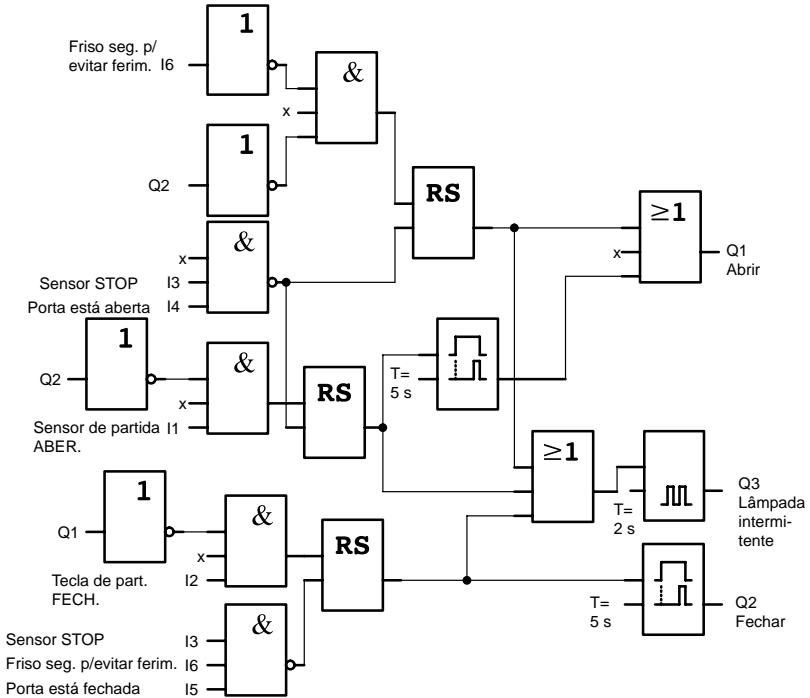 1
Friso seg. p/
evitar ferim. I6
&
x
1
Q2
RS
≥1
&
x
x
Q1
Abrir
Sensor STOP I3
Porta está aberta I4
1
&
Q2
T=
5 s
RS
x
Sensor de partida I1
ABER.
≥1
1
Q3
Lâmpada
intermi-
tente
&
T=
2 s
Q1
RS
x
Tecla de part.
FECH.
I2
&
T=
5 s
Q2
Fechar
Sensor STOP I3
Friso seg. p/evitar ferim. I6
Porta está fechada I5